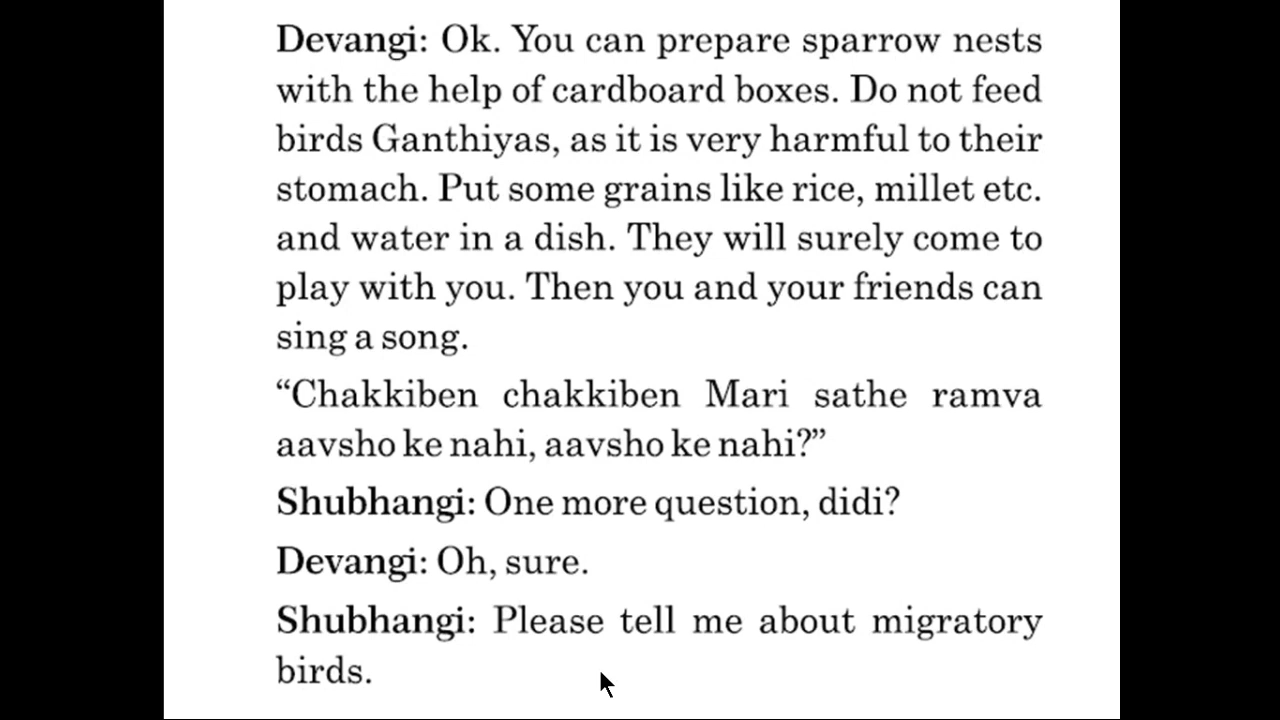 Devangi: Ok. You can prepare sparrow nests
with the help of cardboard boxes. Do not feed
birds Ganthiyas, as it is very harmful to their
stomach. Put some grains like rice, millet etc.
and water in a dish. They will surely come to
play with you. Then you and your friends can
sing a song.
“Chakkiben chakkiben Mari sathe ramva
aavsho ke nahi, aavsho ke nahi?”
Shubhangi: One more question, didi?
Devangi: Oh, sure.
Shubhangi: Please tell me about migratory
birds.